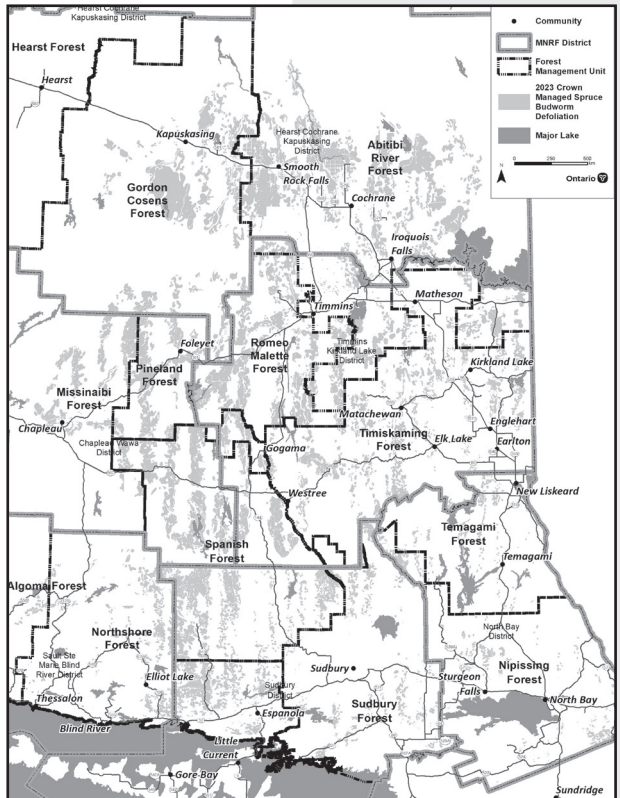 Hearst Cochrane
Kapuskasing District
Hearst Forest
Hearst
Kapuskasing
Hearst Cochrane
Kapuskasing
District
Abitibi
River
Forest
Smooth
Rock Falls
Gordon
Cosens
Forest
Cochrane
Iroquois
Falls
Timmins
Matheson
Foleyet
Romeo
Malette
Forest
Timmins
Kirkland Lake
District
Pineland
Forest
Kirkland Lake
Missinaibi
Forest
Matachewan
Chapleau
Chapleau Wawa
District
Timiskaming
Forest
Englehart
Elk Lake
Earlton
Gogama
Westree
New Liskeard
Spanish
Forest
Temagami
Forest
Temagami
Algoma Forest
Northshore
Forest
North Bay
District
Sault Ste
Marie Blind
River District
Elliot Lake
Sudbury
Sudbury
District
Sturgeon
Falls
Nipissing
Forest
North Bay
Thessalon
Espanola
Sudbury
Forest
Blind River
Little
Current
Gore Bay
Sundridge
Community
MNRF District
Forest
Management Unit
2023 Crown
Managed Spruce
Budworm
Defoliation
Major Lake
N
Ontario